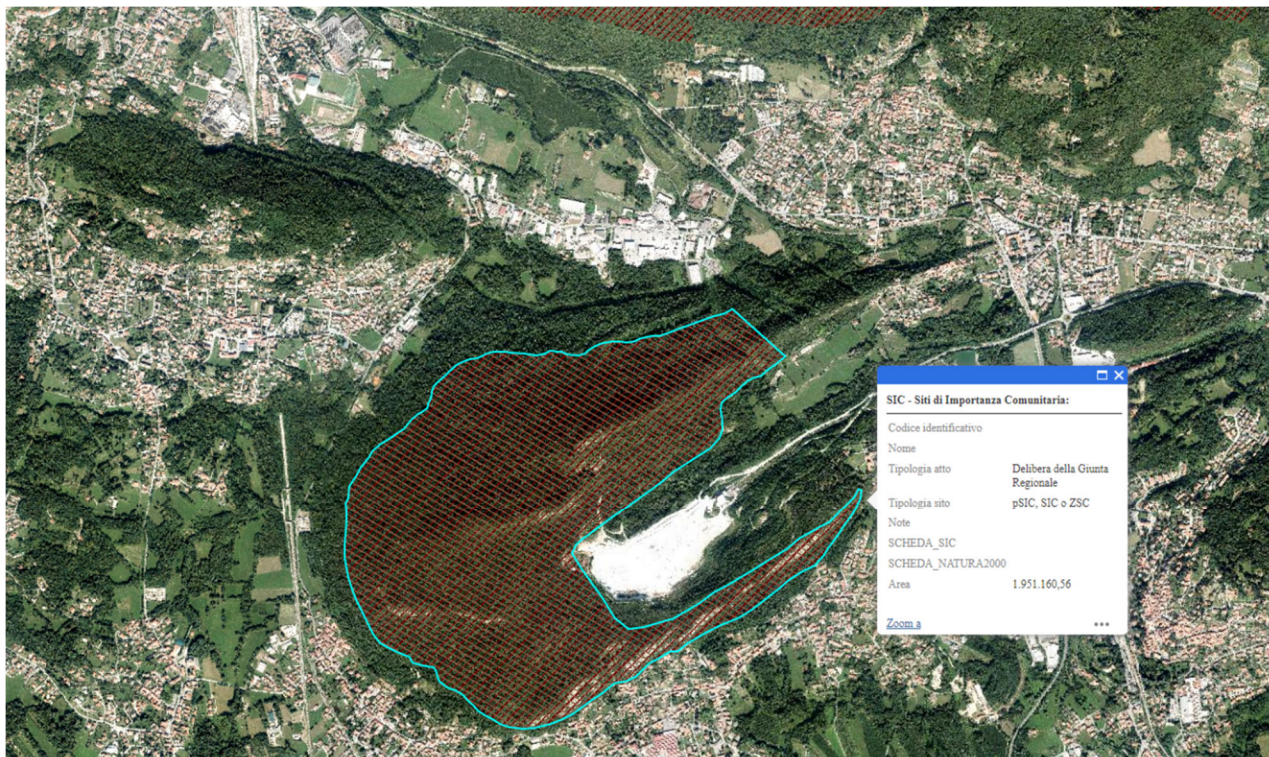 SIC - Siti di Importanza Comunitaria:
Codice identificativo
Nome
Tipologia atto Delibera della Giunta
Regionale
Tipologia sito pSIC, SIC o ZSC
Note
SCHEDA_SIC
SCHEDA_NATURA2000
Area 1.951.160,56
Zoom a